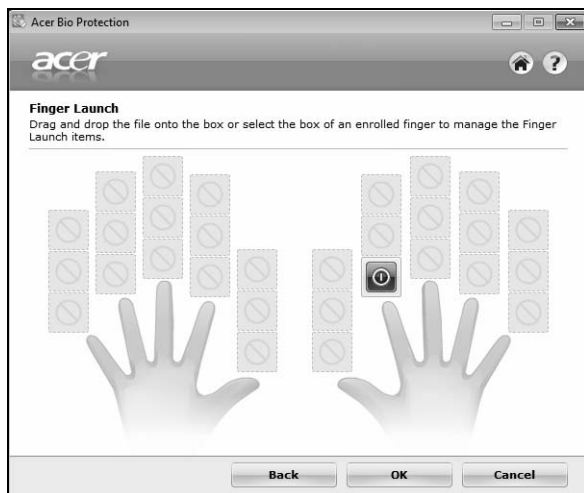 Acer Bio Protection
acer
Finger Launch
Drag and drop the file onto the box or select the box of an enrolled finger to manage the Finger
Launch items.
Back OK Cancel